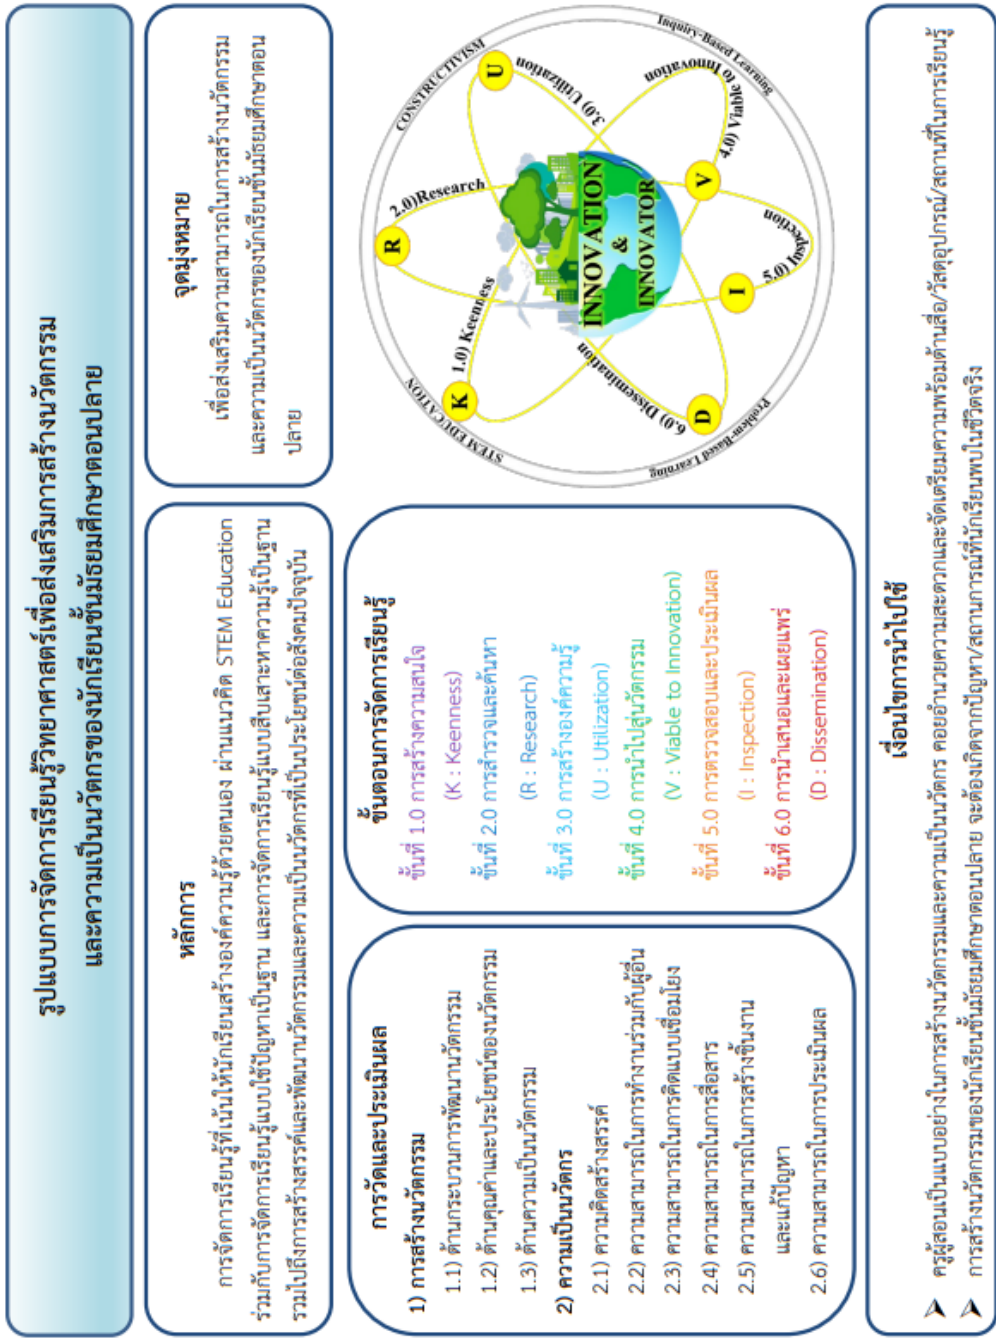 รูปแบบการจัดการเรียนรู้วิทยาศาสตร์เพื่อส่งเสริมการสร้างนวัตกรรม
และความเป็นนวัตกรของนักเรียนชั้นมัธยมศึกษาตอนปลาย
หลักการ
การจัดการเรียนรู้ที่เน้นให้นักเรียนสร้างองค์ความรู้ด้วยตนเอง ผ่านแนวคิด STEM Education
ร่วมกับการจัดการเรียนรู้แบบใช้ปัญหาเป็นฐาน และการจัดการเรียนรู้แบบสืบเสาะหาความรู้เป็นฐาน
รวมไปถึงการสร้างสรรค์และพัฒนานวัตกรรมและความเป็นนวัตกรที่เป็นประโยชน์ต่อสังคมปัจจุบัน
จุดมุ่งหมาย
เพื่อส่งเสริมความสามารถในการสร้างนวัตกรรม
และความเป็นนวัตกรของนักเรียนชั้นมัธยมศึกษาตอน
ปลาย
การวัดและประเมินผล
1) การสร้างนวัตกรรม
1.1) ด้านกระบวนการพัฒนานวัตกรรม
1.2) ด้านคุณค่าและประโยชน์ของนวัตกรรม
1.3) ด้านความเป็นนวัตกรรม
2) ความเป็นนวัตกร
2.1) ความคิดสร้างสรรค์
2.2) ความสามารถในการทำงานร่วมกับผู้อื่น
2.3) ความสามารถในการคิดแบบเชื่อมโยง
2.4) ความสามารถในการสื่อสาร
2.5) ความสามารถในการสร้างชิ้นงาน
และแก้ปัญหา
2.6) ความสามารถในการประเมินผล
ขั้นตอนการจัดการเรียนรู้
ขั้นที่ 1.0 การสร้างความสนใจ
(K : Keenness)
ขั้นที่ 2.0 การสำรวจและค้นหา
(R : Research)
ขั้นที่ 3.0 การสร้างองค์ความรู้
(U : Utilization)
ขั้นที่ 4.0 การนำไปสู่นวัตกรรม
(V : Viable to Innovation)
ขั้นที่ 5.0 การตรวจสอบและประเมินผล
(I : Inspection)
ขั้นที่ 6.0 การนำเสนอและเผยแพร่
(D : Dissemination)
STEM EDUCATION
CONSTRUCTIVISM
Inquiry-Based Learning
Problem-Based Learning
K
1.0) Keenness
R
2.0)Research
U
3.0) Utilization
V
4.0) Viable to Innovation
I
5.0) Inspection
D
6.0) Dissemination
INNOVATION
&
INNOVATOR
เงื่อนไขการนำไปใช้
➢ ครูผู้สอนเป็นแบบอย่างในการสร้างนวัตกรรมและความเป็นนวัตกร คอยอำนวยความสะดวกและจัดเตรียมความพร้อมด้านสื่อ/วัสดุอุปกรณ์/สถานที่ในการเรียนรู้
➢ การสร้างนวัตกรรมของนักเรียนชั้นมัธยมศึกษาตอนปลาย จะต้องเกิดจากปัญหา/สถานการณ์ที่นักเรียนพบในชีวิตจริง